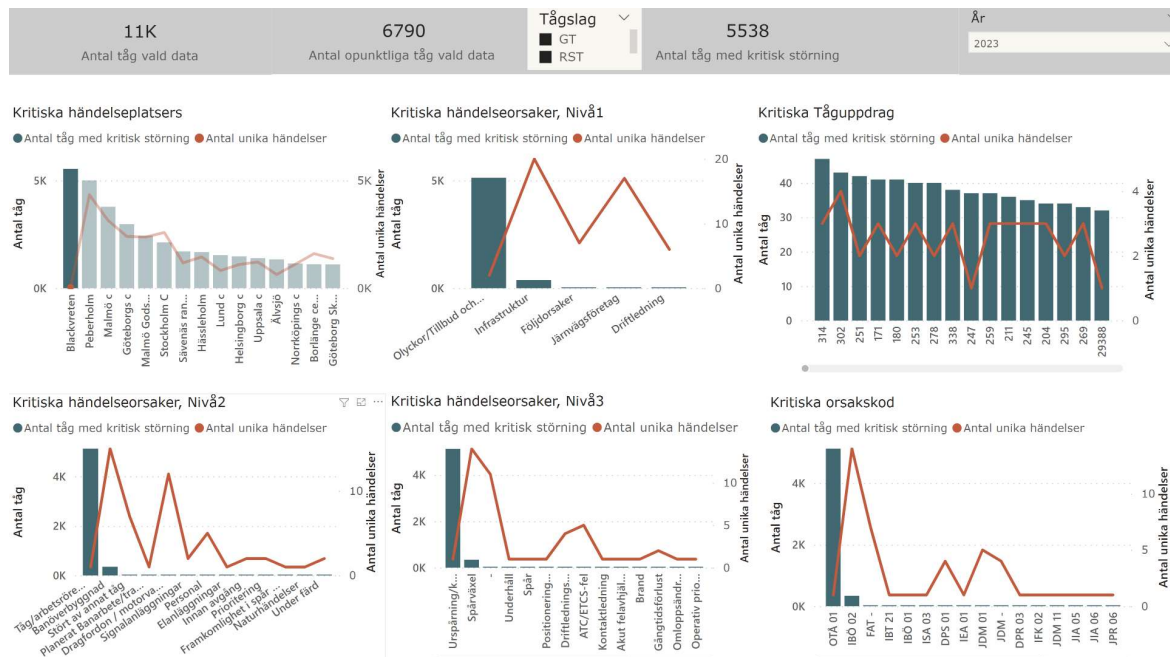 11K
Antal tåg vald data
6790
Antal opunktliga tåg vald data
Tågslag
GT
RST
5538
Antal tåg med kritisk störning
År
2023
Kritiska händelseplatsers
Antal tåg med kritisk störning Antal unika händelser
Antal tåg
5K
0K
5K
0K
Antal unika händelser
Blackvreten
Peberholm
Malmö c
Göteborgs c
Malmö Gods...
Stockholm C
Sävenäs ran...
Hässleholm
Lund c
Helsingborg c
Uppsala c
Älvsjö
Norrköpings c
Borlänge ce...
Göteborg Sk...
Kritiska händelseorsaker, Nivå1
Antal tåg med kritisk störning Antal unika händelser
Antal tåg
5K
0K
20
10
0
Antal unika händelser
Olyckor/Tillbud och...
Infrastruktur
Följdorsaker
Järnvägsföretag
Driftledning
Kritiska Tåguppdrag
Antal tåg med kritisk störning Antal unika händelser
Antal tåg
40
30
20
10
0
4
2
0
Antal unika händelser
314
302
251
171
180
253
278
338
247
259
211
245
204
295
269
29388
Kritiska händelseorsaker, Nivå2
Antal tåg med kritisk störning Antal unika händelser
Antal tåg
4K
2K
0K
10
0
Antal unika händelser
Tåg/arbetsröre...
Banöverbyggnad
Stört av annat tåg
Planerat Banarbete/tra...
Dragfordon / motorva...
Signalanläggningar
Personal
Elanläggningar
Innan avgång
Prioritering
Framkomlighet i spår ...
Naturhändelser
Under färd
Kritiska händelseorsaker, Nivå3
Antal tåg med kritisk störning Antal unika händelser
Antal tåg
4K
2K
0K
10
5
0
Antal unika händelser
Urspårning/k...
Spårväxel
-
Underhåll
Spår
Positionering...
Driftlednings...
ATC/ETCS-fel
Kontaktledning
Akut felavhjäl...
Brand
Gångtidsförlust
Omloppsändr...
Operativ prio...
Kritiska orsakskod
Antal tåg med kritisk störning Antal unika händelser
Antal tåg
4K
2K
0K
10
5
0
Antal unika händelser
OTÅ 01
IBÖ 02
FAT -
IBT 21
IBÖ 01
ISA 03
DPS 01
IEA 01
JDM 01
JDM -
DPR 03
IFK 02
JDM 11
JIA 05
JIA 06
JPR 06